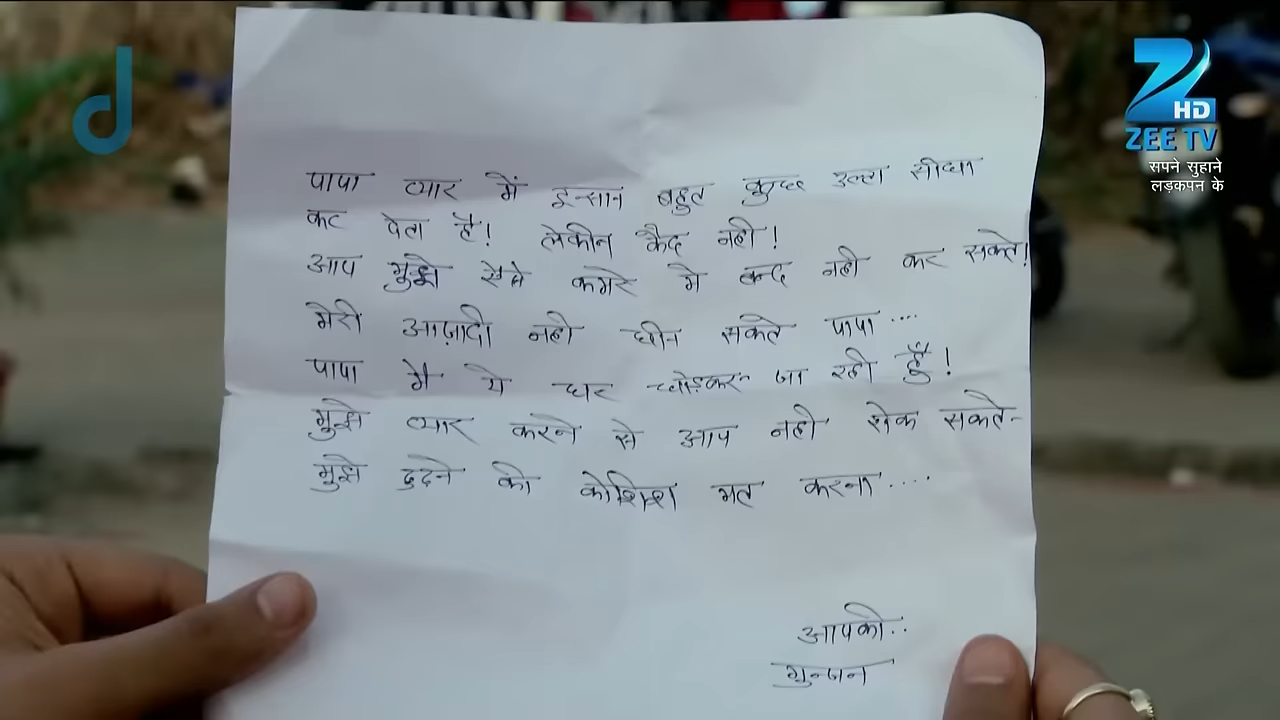 पापा प्यार में इन्सान बहुत कुछ उल्टा सीधा
कर देता है! लेकीन कैद नही!
आप मुझे ऐसे कमरे मे बन्द नही कर सकते!
मेरी आज़ादी नही छीन सकते पापा....
पापा मै ये घर छोड़कर जा रही हूँ!
मुझे प्यार करने से आप नही रोक सकते-
मुझे ढुढ़ने की कोशिश मत करना....
आपकी..
गुन्जन
Z HD
ZEE TV
सपने सुहाने
लड़कपन के
d